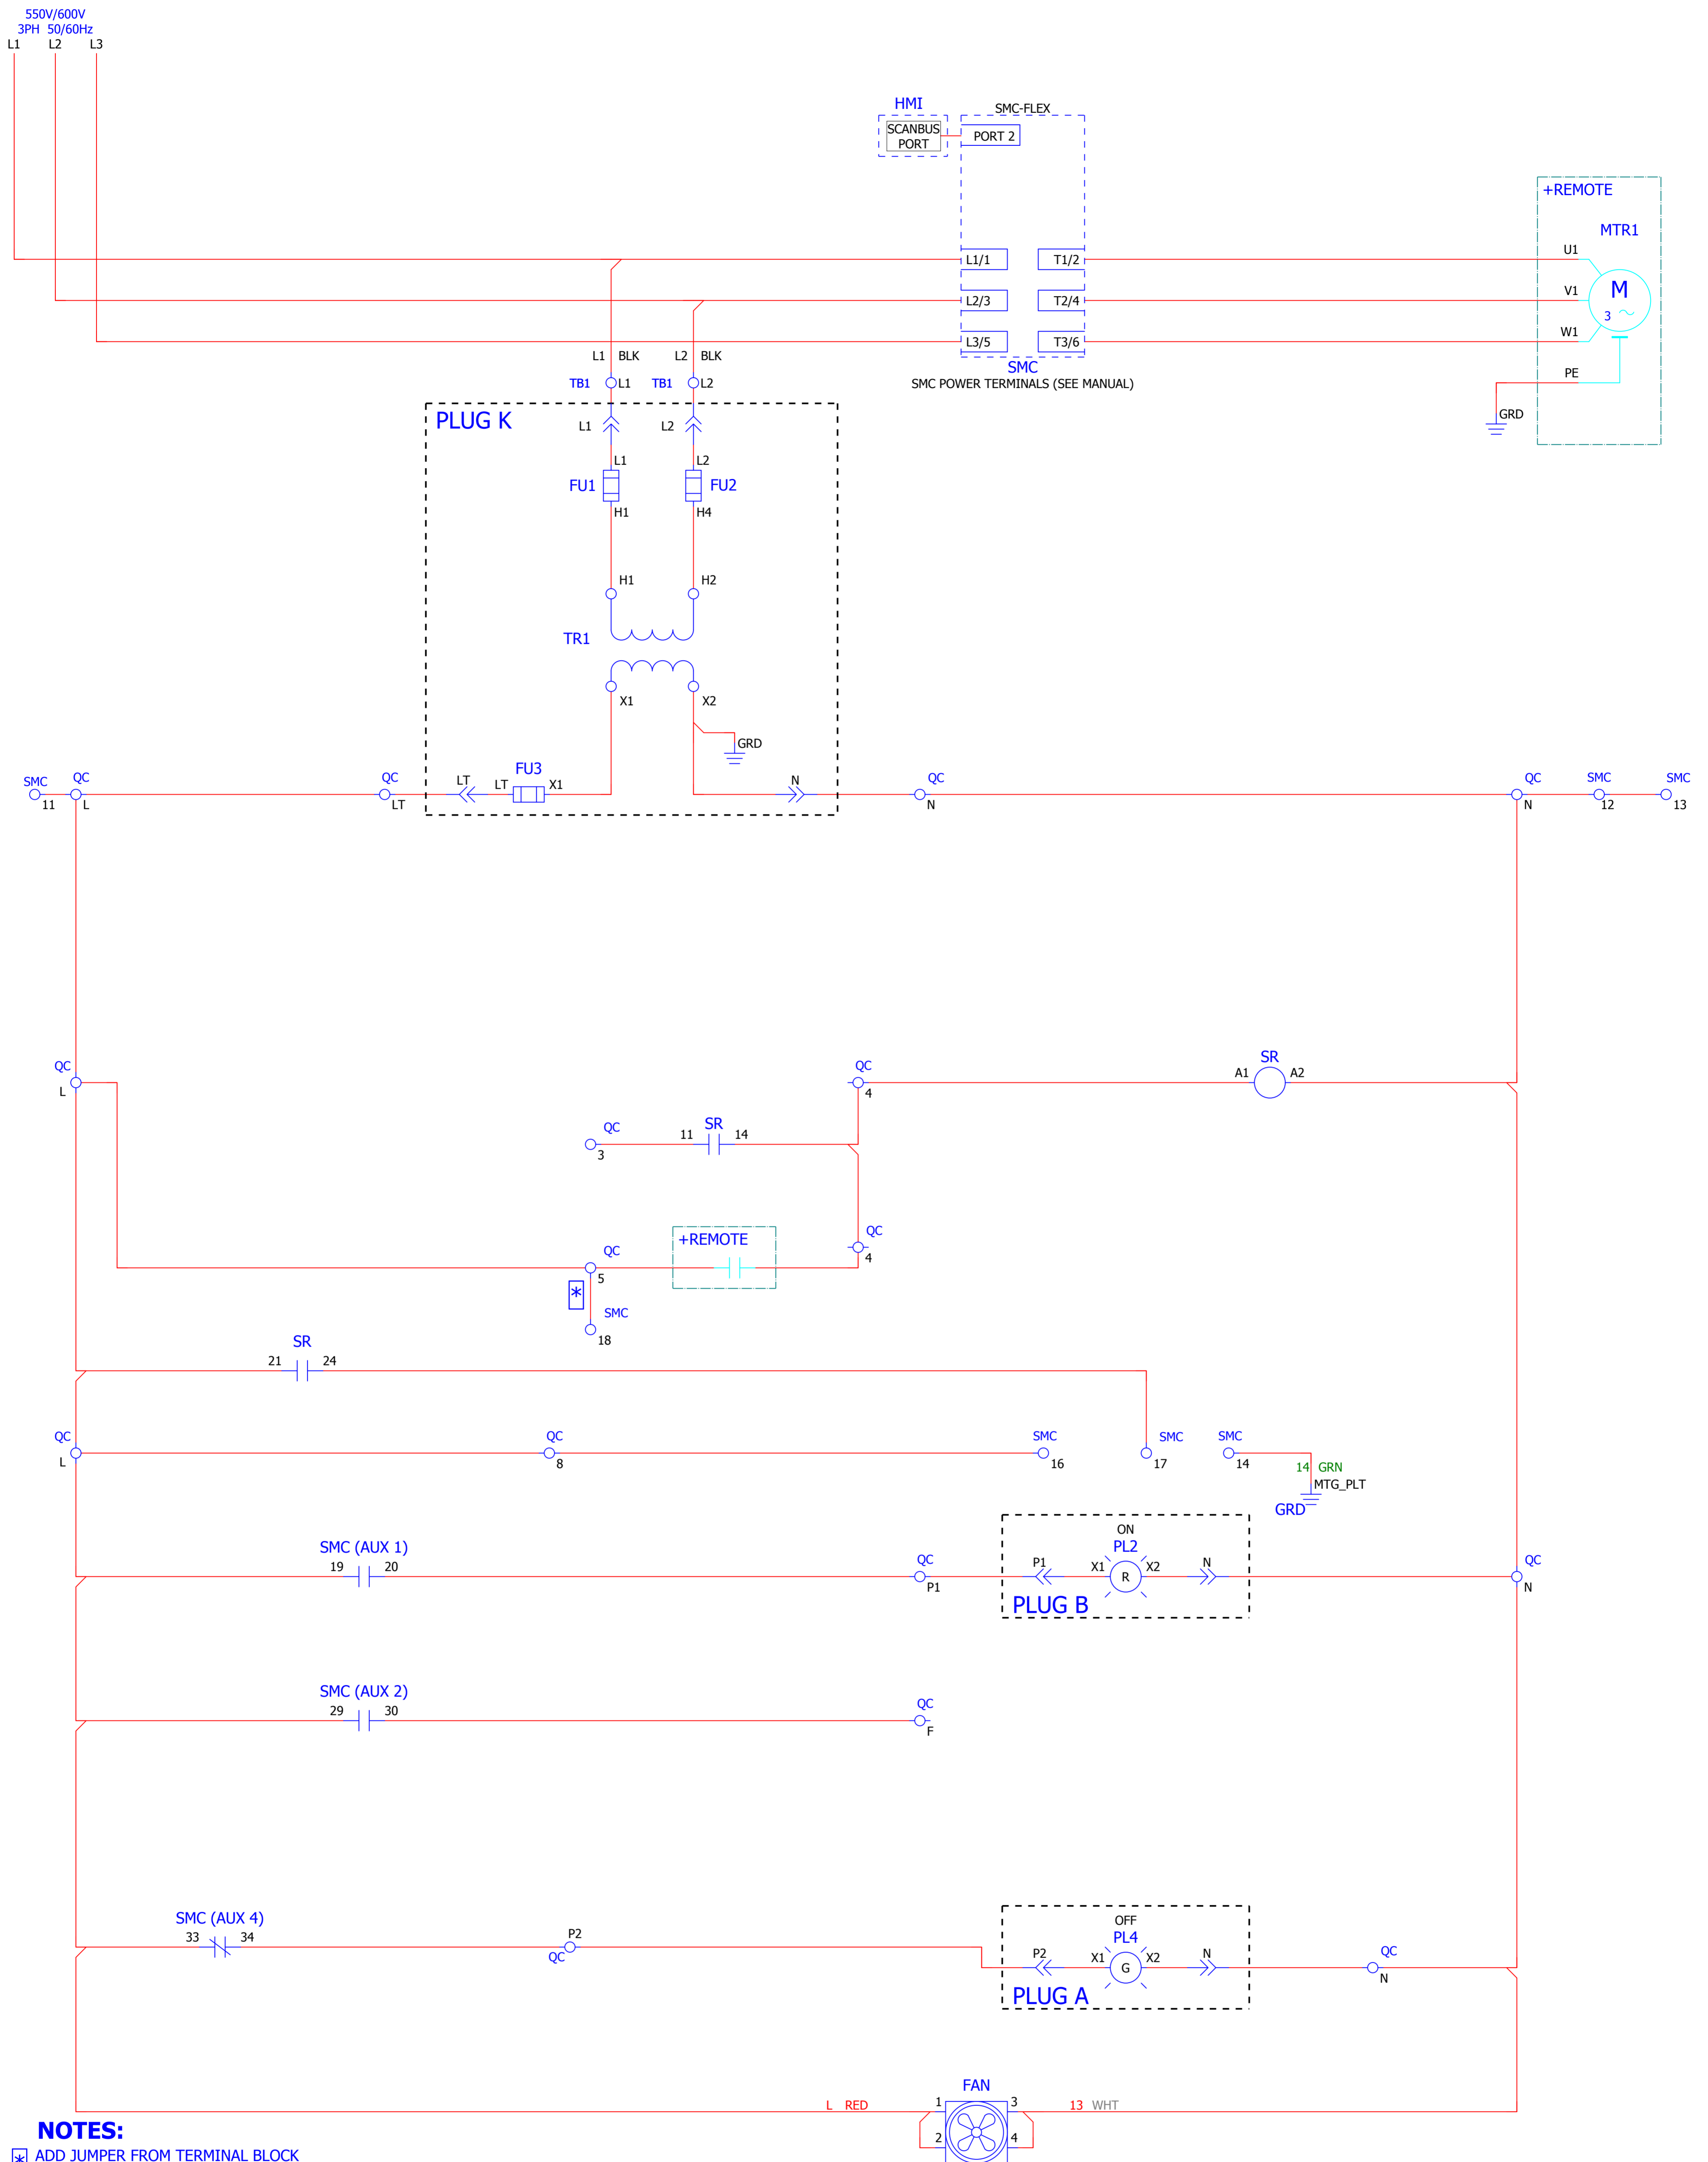 550V/600V
3PH 50/60Hz
L1 L2 L3
HMI
SMC-FLEX
SCANBUS
PORT
PORT 2
+REMOTE
MTR1
U1
L1/1 T1/2
V1
M
3
L2/3 T2/4
W1
L3/5 T3/6
L1 BLK L2 BLK
SMC
SMC POWER TERMINALS (SEE MANUAL)
PE
TB1 L1 TB1 L2
GRD
PLUG K
L1 L2
L1 L2
FU1 FU2
H1 H4
H1 H2
TR1
X1 X2
GRD
SMC QC QC LT LT FU3 X1 N QC QC SMC SMC
11 L LT N N 12 13
QC QC SR
L 4 A1 A2
QC 11 SR 14
3
QC +REMOTE QC
5 4
*
SMC
18
SR
21 24
QC QC SMC SMC SMC
L 8 16 17 14
14 GRN
MTG_PLT
GRD
ON
SMC (AUX 1) PL2
19 20 QC P1 X1 R X2 N QC
P1 N
PLUG B
SMC (AUX 2)
29 30 QC
F
SMC (AUX 4) OFF
33 34 P2 PL4
QC P2 X1 G X2 N QC
N
PLUG A
FAN
L RED 1 3 13 WHT
2 4
NOTES:
* ADD JUMPER FROM TERMINAL BLOCK